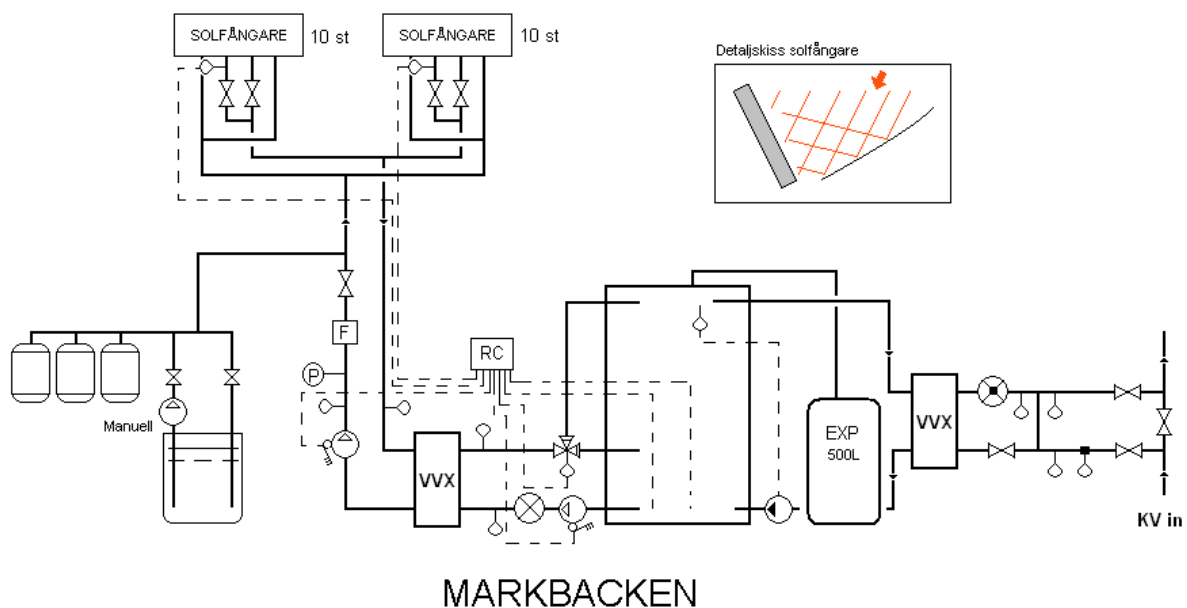 SOLFÅNGARE
10 st
SOLFÅNGARE
10 st
Detaljskiss solfångare
F
RC
P
Manuell
VVX
EXP
500L
VVX
KV in
MARKBACKEN